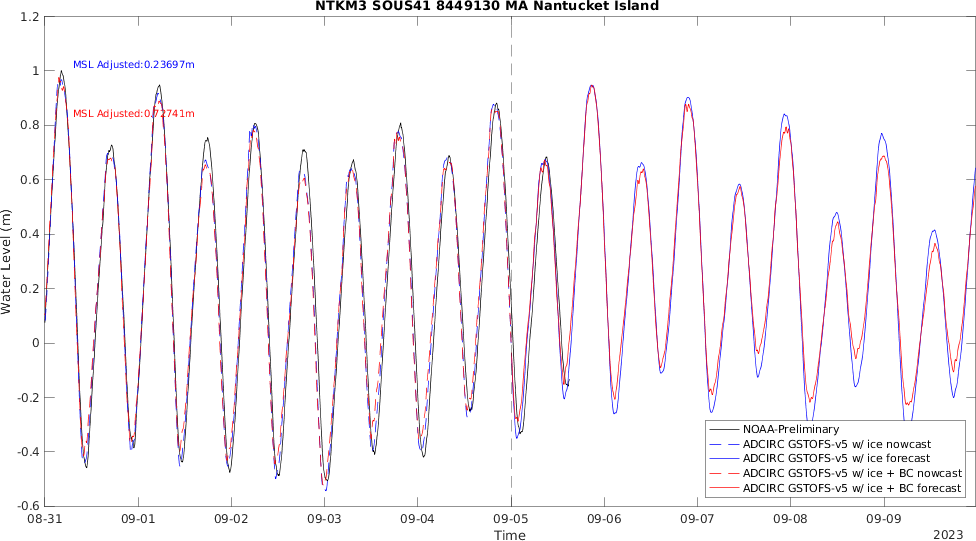 NTKM3 SOUS41 8449130 MA Nantucket Island
1.2
1
0.8
0.6
0.4
0.2
0
-0.2
-0.4
-0.6
Water Level (m)
MSL Adjusted:0.23697m
MSL Adjusted:0.72741m
NOAA-Preliminary
ADCIRC GSTOFS-v5 w/ ice nowcast
ADCIRC GSTOFS-v5 w/ ice forecast
ADCIRC GSTOFS-v5 w/ ice + BC nowcast
ADCIRC GSTOFS-v5 w/ ice + BC forecast
08-31 09-01 09-02 09-03 09-04 09-05 09-06 09-07 09-08 09-09
Time
2023